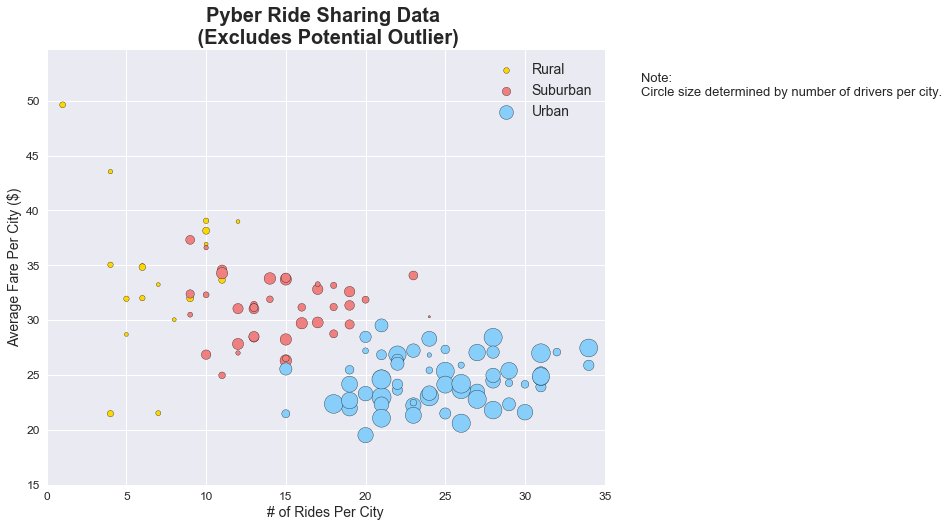 Pyber Ride Sharing Data
(Excludes Potential Outlier)
Rural
Suburban
Urban
Note:
Circle size determined by number of drivers per city.
Average Fare Per City ($)
50
45
40
35
30
25
20
15
0 5 10 15 20 25 30 35
# of Rides Per City